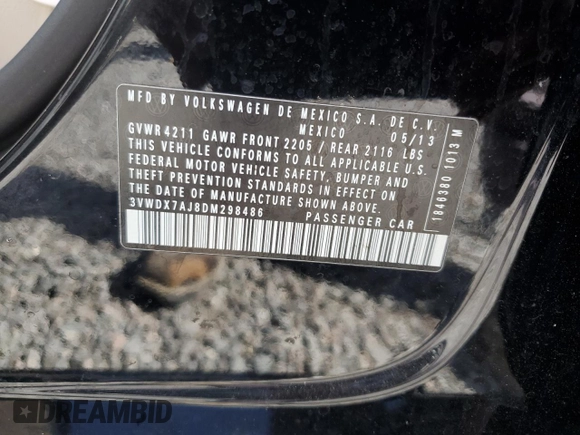 MFD BY VOLKSWAGEN DE MEXICO S.A. DE C.V.
MEXICO 05/13
GVWR 4211 GAWR FRONT 2205 / REAR 2116 LBS
THIS VEHICLE CONFORMS TO ALL APPLICABLE U.S.
FEDERAL MOTOR VEHICLE SAFETY, BUMPER AND
THEFT PREVENTION STANDARDS IN EFFECT ON
THE DATE OF MANUFACTURE SHOWN ABOVE.
3VWDX7AJ8DM298486 PASSENGER CAR
1846380 1013 M
DREAMBID